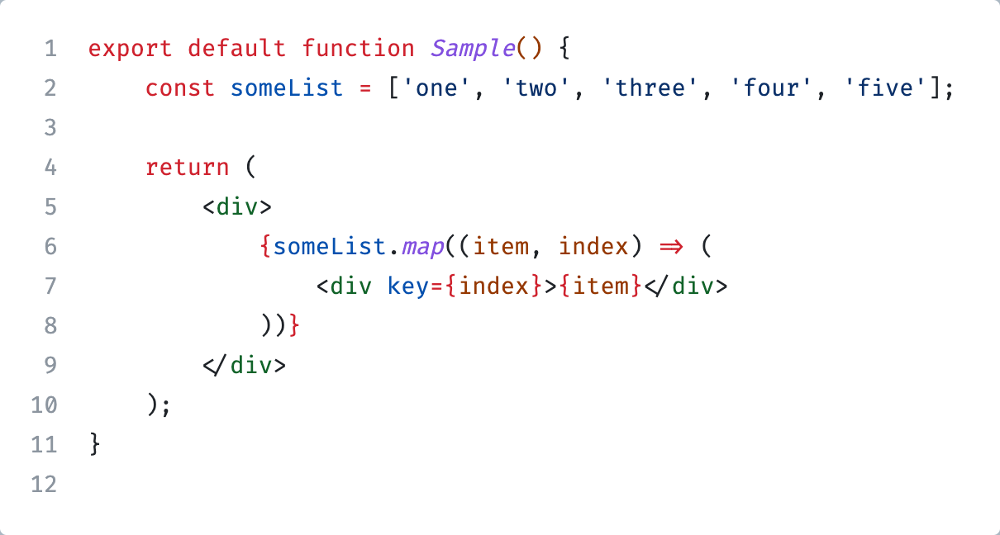 1 export default function Sample() {
2     const someList = ['one', 'two', 'three', 'four', 'five'];
3
4     return (
5         <div>
6             {someList.map((item, index) => (
7                 <div key={index}>{item}</div>
8             ))}
9         </div>
10     );
11 }
12